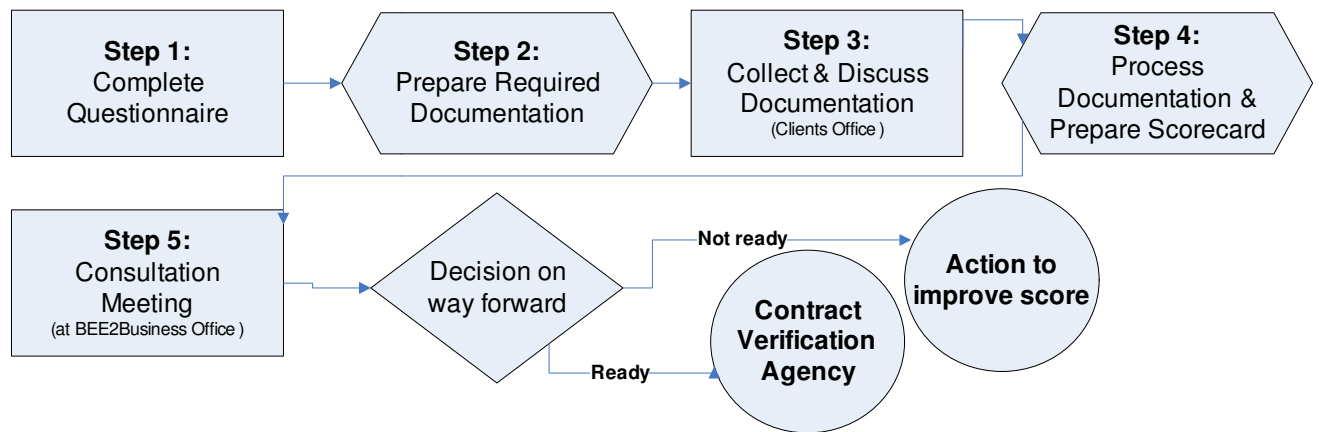 Step 1:
Complete
Questionnaire
Step 2:
Prepare Required
Documentation
Step 3:
Collect & Discuss
Documentation
(Clients Office )
Step 4:
Process
Documentation &
Prepare Scorecard
Step 5:
Consultation
Meeting
(at BEE2Business Office )
Decision on
way forward
Not ready
Action to
improve score
Ready
Contract
Verification
Agency